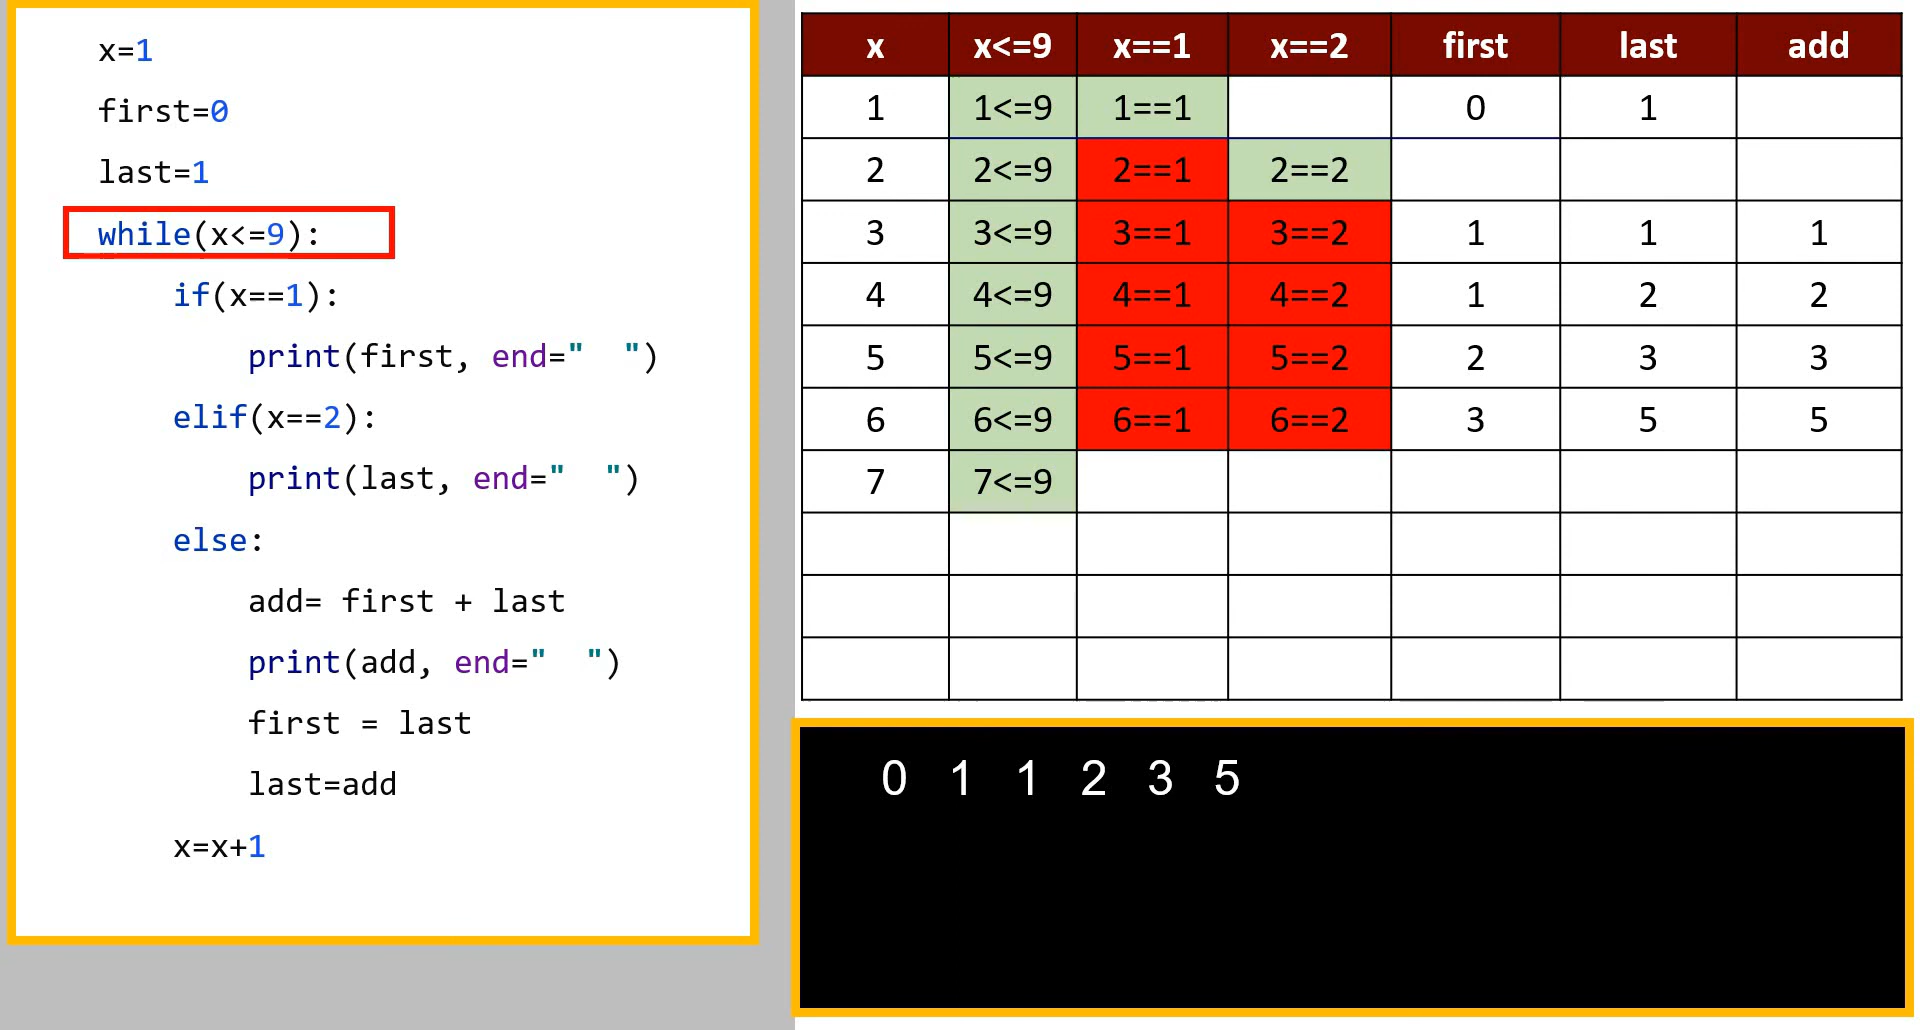 x=1
first=0
last=1
while(x<=9):
if(x==1):
print(first, end="  ")
elif(x==2):
print(last, end="  ")
else:
add= first + last
print(add, end="  ")
first = last
last=add
x=x+1
x x<=9 x==1 x==2 first last add
1 1<=9 1==1 0 1
2 2<=9 2==1 2==2
3 3<=9 3==1 3==2 1 1 1
4 4<=9 4==1 4==2 1 2 2
5 5<=9 5==1 5==2 2 3 3
6 6<=9 6==1 6==2 3 5 5
7 7<=9
0 1 1 2 3 5